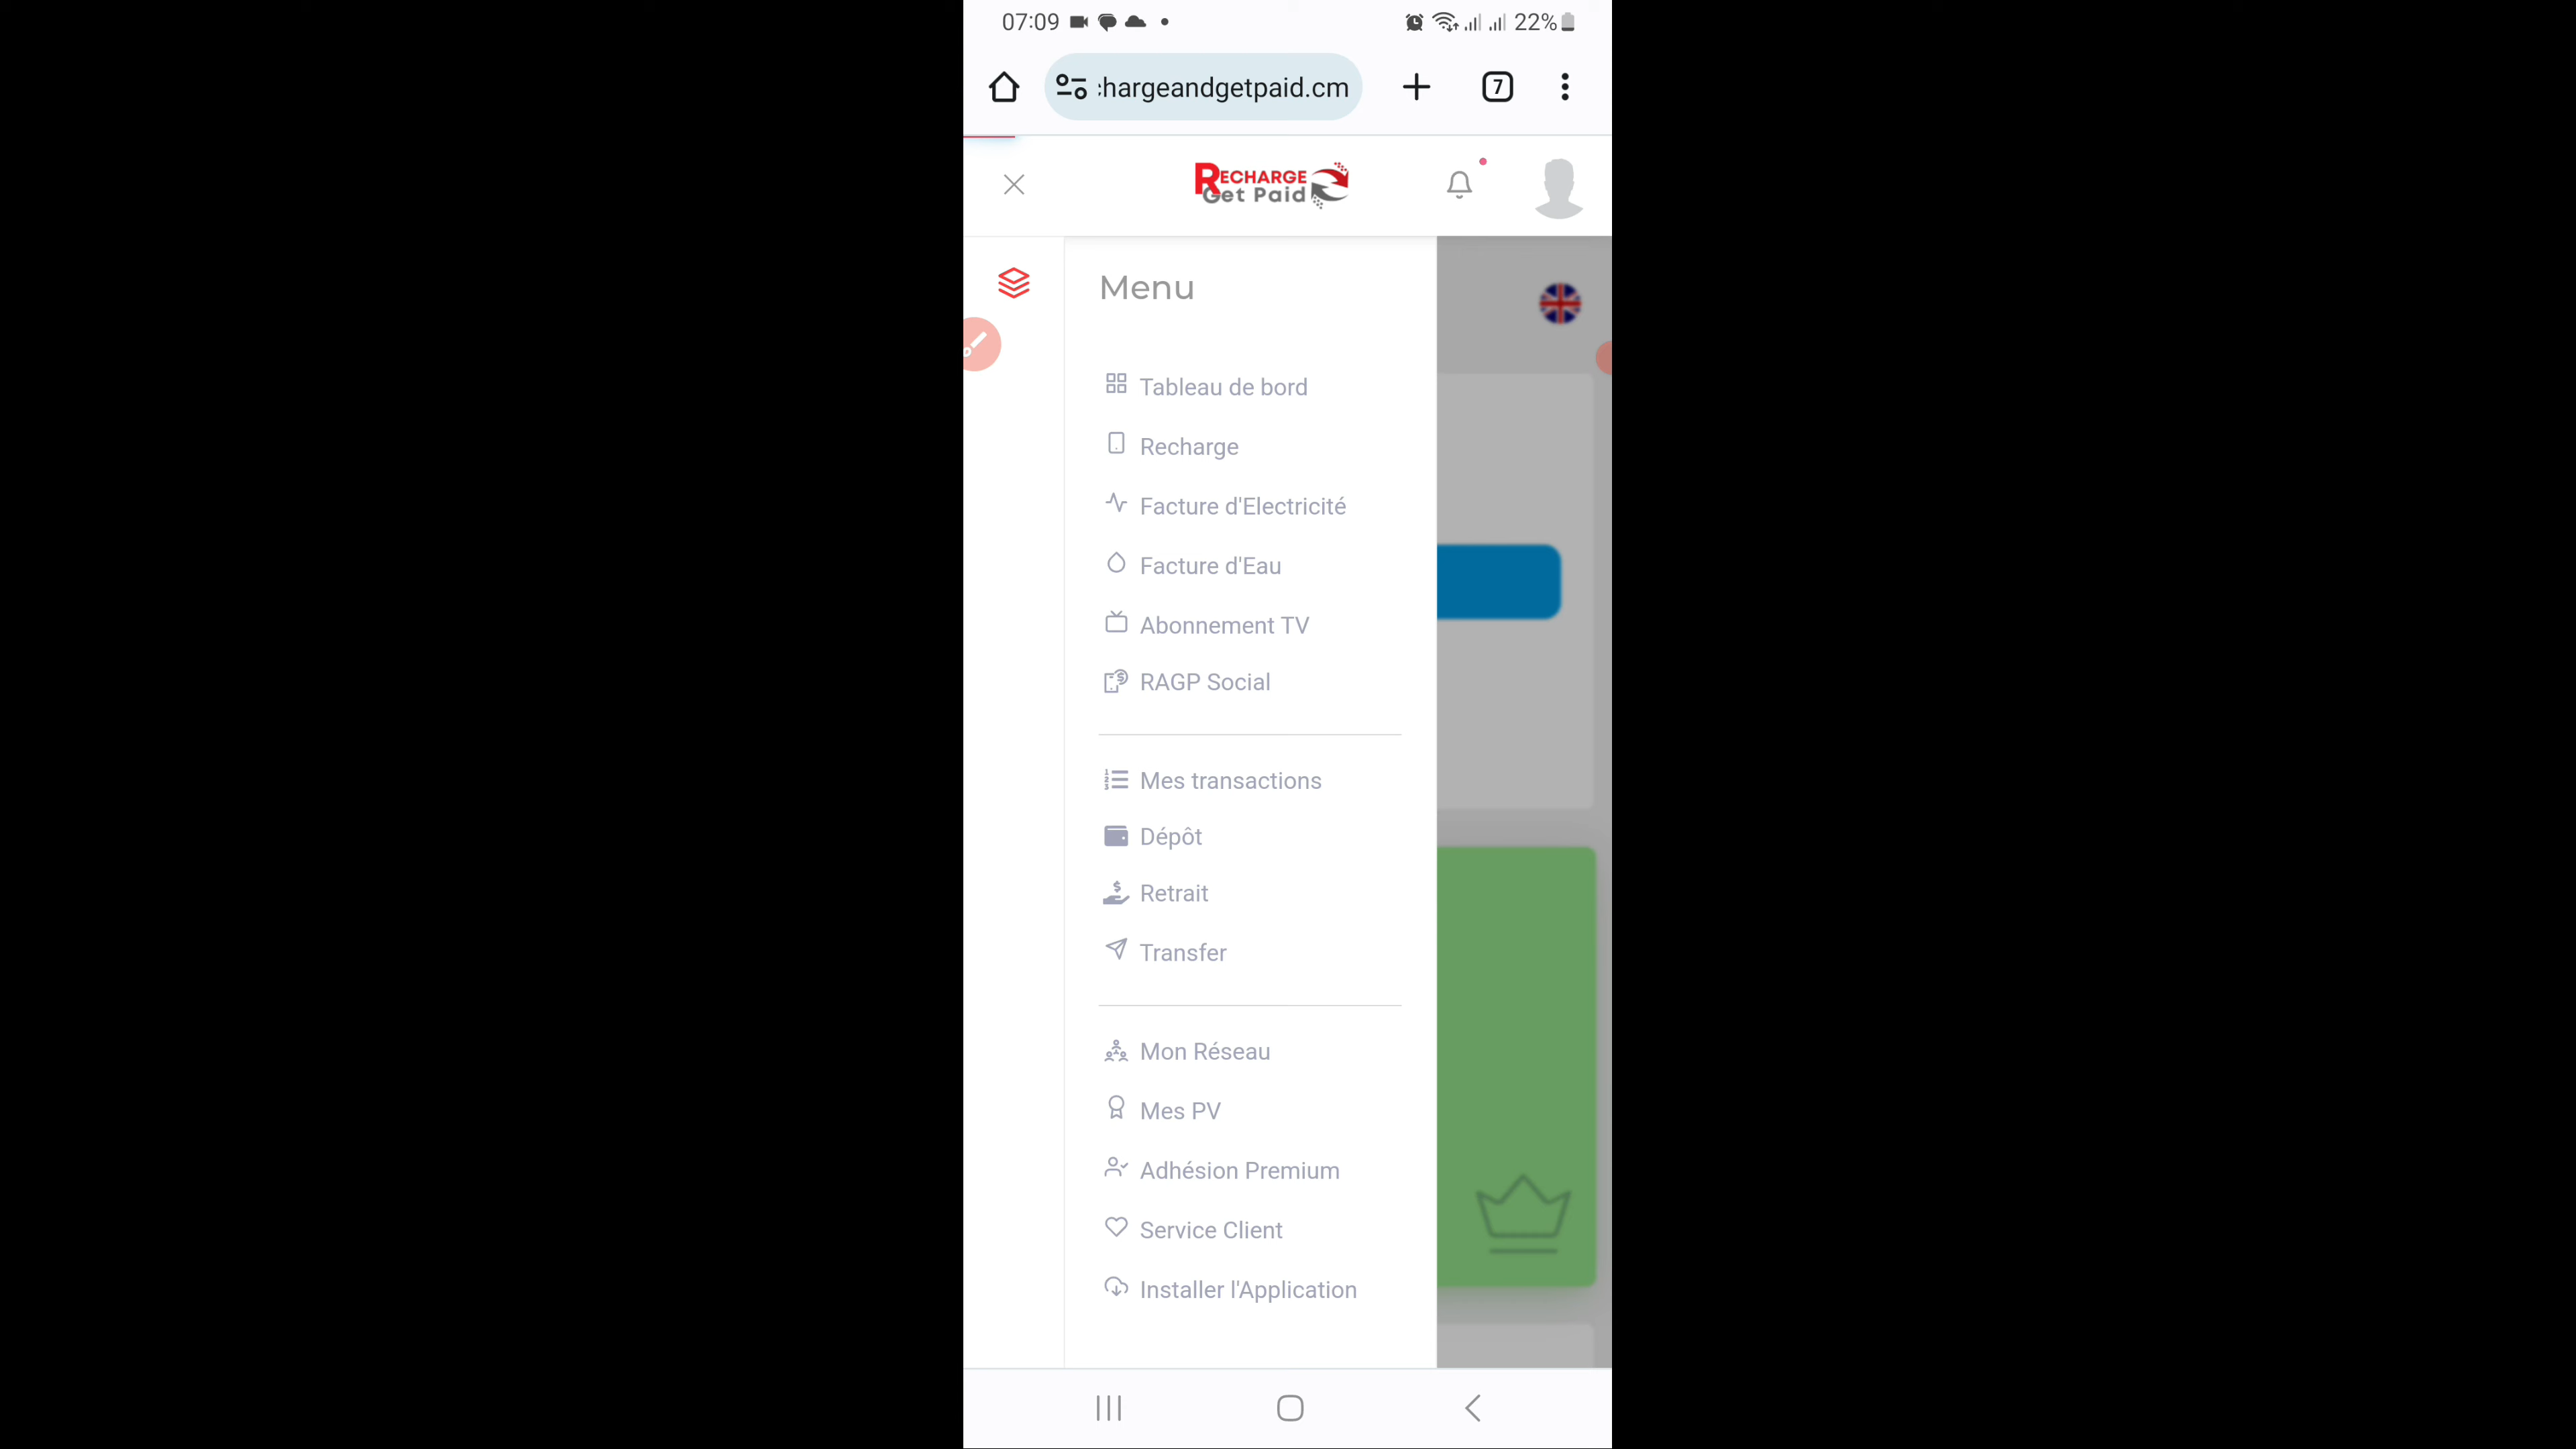 07:09
22%
hargeandgetpaid.cm
7
RECHARGE
Get Paid
Menu
Tableau de bord
Recharge
Facture d'Electricité
Facture d'Eau
Abonnement TV
RAGP Social
Mes transactions
Dépôt
Retrait
Transfer
Mon Réseau
Mes PV
Adhésion Premium
Service Client
Installer l'Application